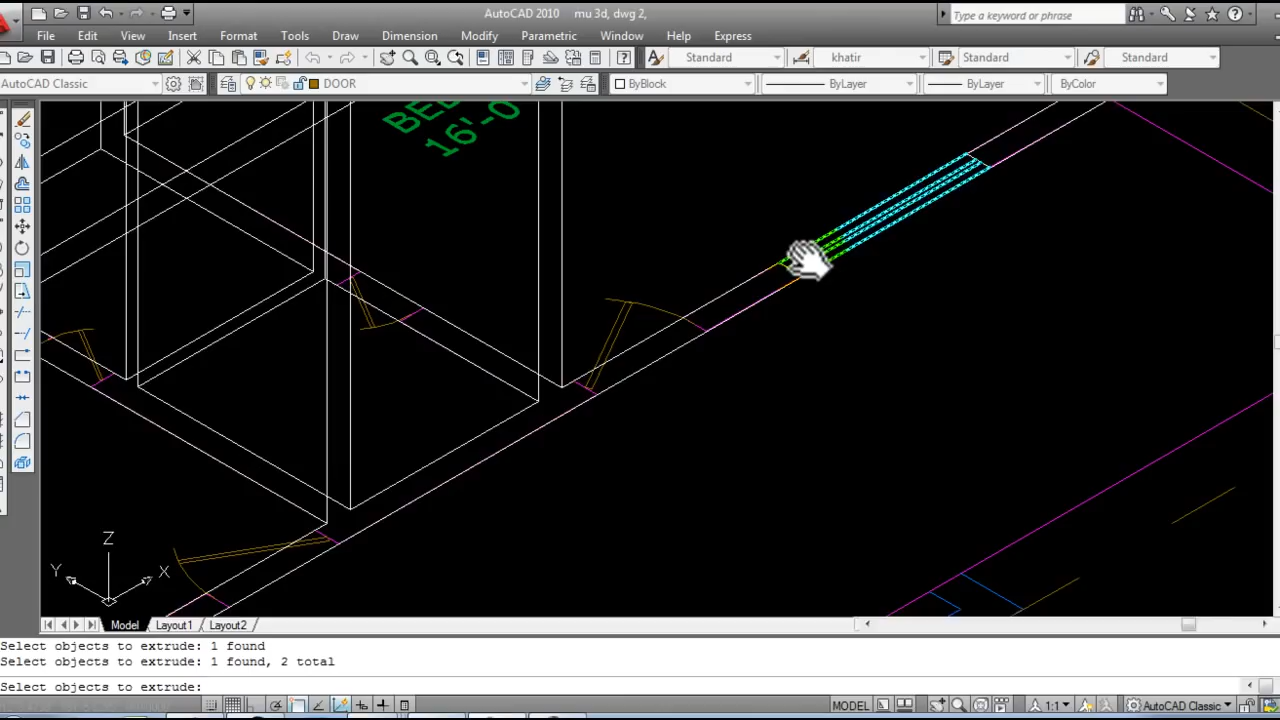 AutoCAD 2010 mu 3d, dwg 2,
Type a keyword or phrase
File Edit View Insert Format Tools Draw Dimension Modify Parametric Window Help Express
Standard khatir Standard Standard
AutoCAD Classic DOOR ByBlock ByLayer ByLayer ByColor
16'-0
Z
Y X
Model Layout1 Layout2
Select objects to extrude: 1 found
Select objects to extrude: 1 found, 2 total
Select objects to extrude:
MODEL 1:1 AutoCAD Classic